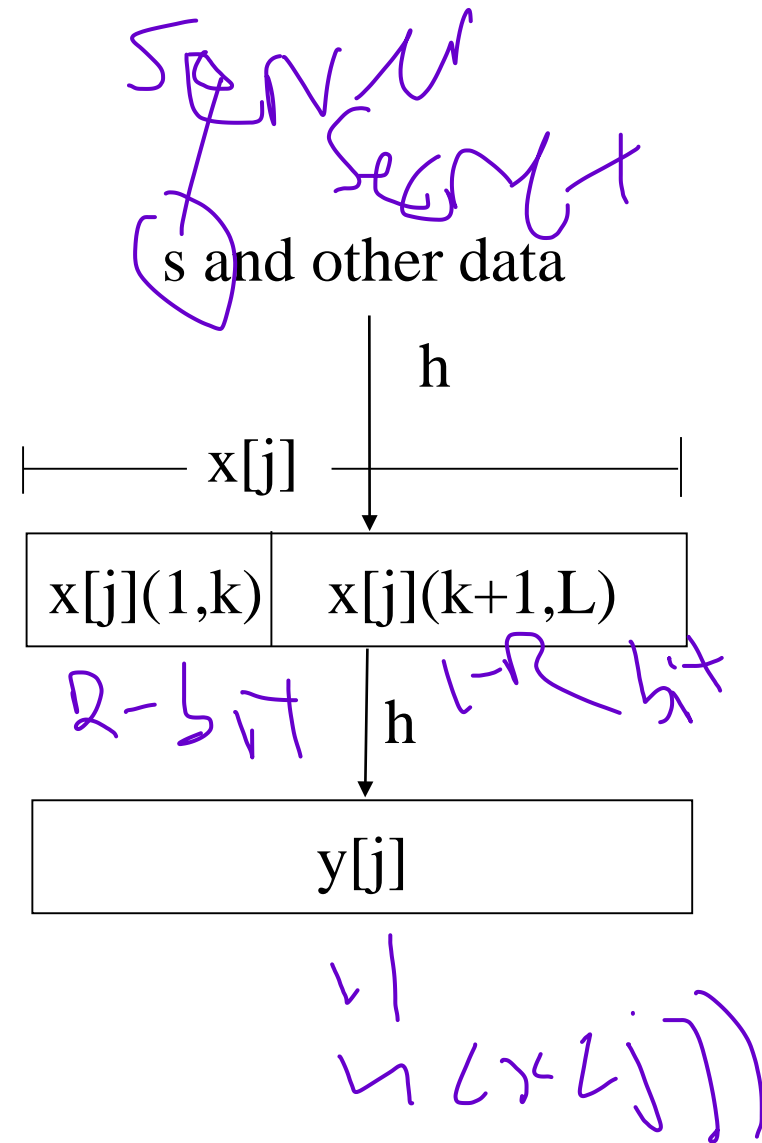 Server
Secret
s and other data
h
x[j]
x[j](1,k) x[j](k+1,L)
k-bit L-k bit
h
y[j]
h(x[j])